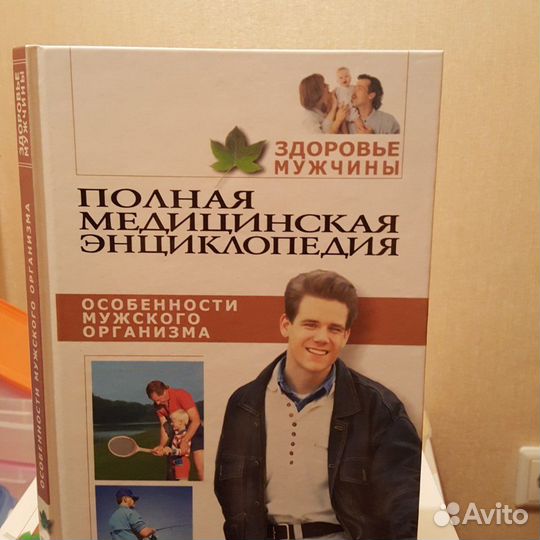 ЗДОРОВЬЕ
МУЖЧИНЫ
ПОЛНАЯ
МЕДИЦИНСКАЯ
ЭНЦИКЛОПЕДИЯ
ОСОБЕННОСТИ
МУЖСКОГО
ОРГАНИЗМА
ЗДОРОВЬЕ
МУЖЧИНЫ
ОСОБЕННОСТИ МУЖСКОГО ОРГАНИЗМА
Avito